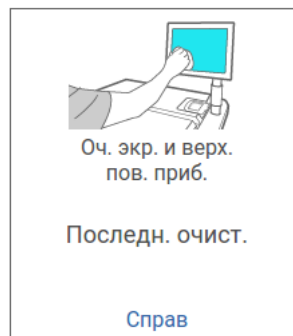 Оч. экр. и верх.
пов. приб.
Последн. очист.
Справ